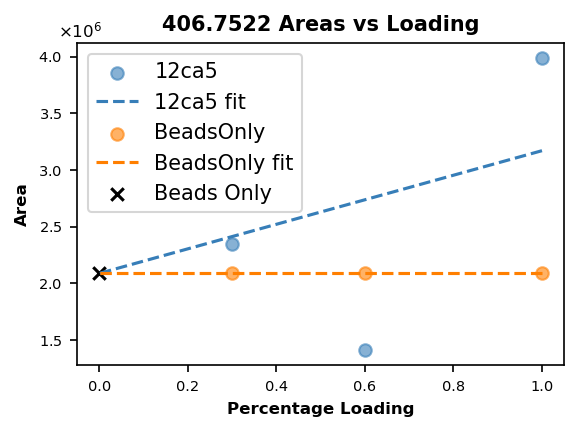 406.7522 Areas vs Loading
×10⁶
12ca5
12ca5 fit
BeadsOnly
BeadsOnly fit
Beads Only
Area
4.0
3.5
3.0
2.5
2.0
1.5
0.0 0.2 0.4 0.6 0.8 1.0
Percentage Loading